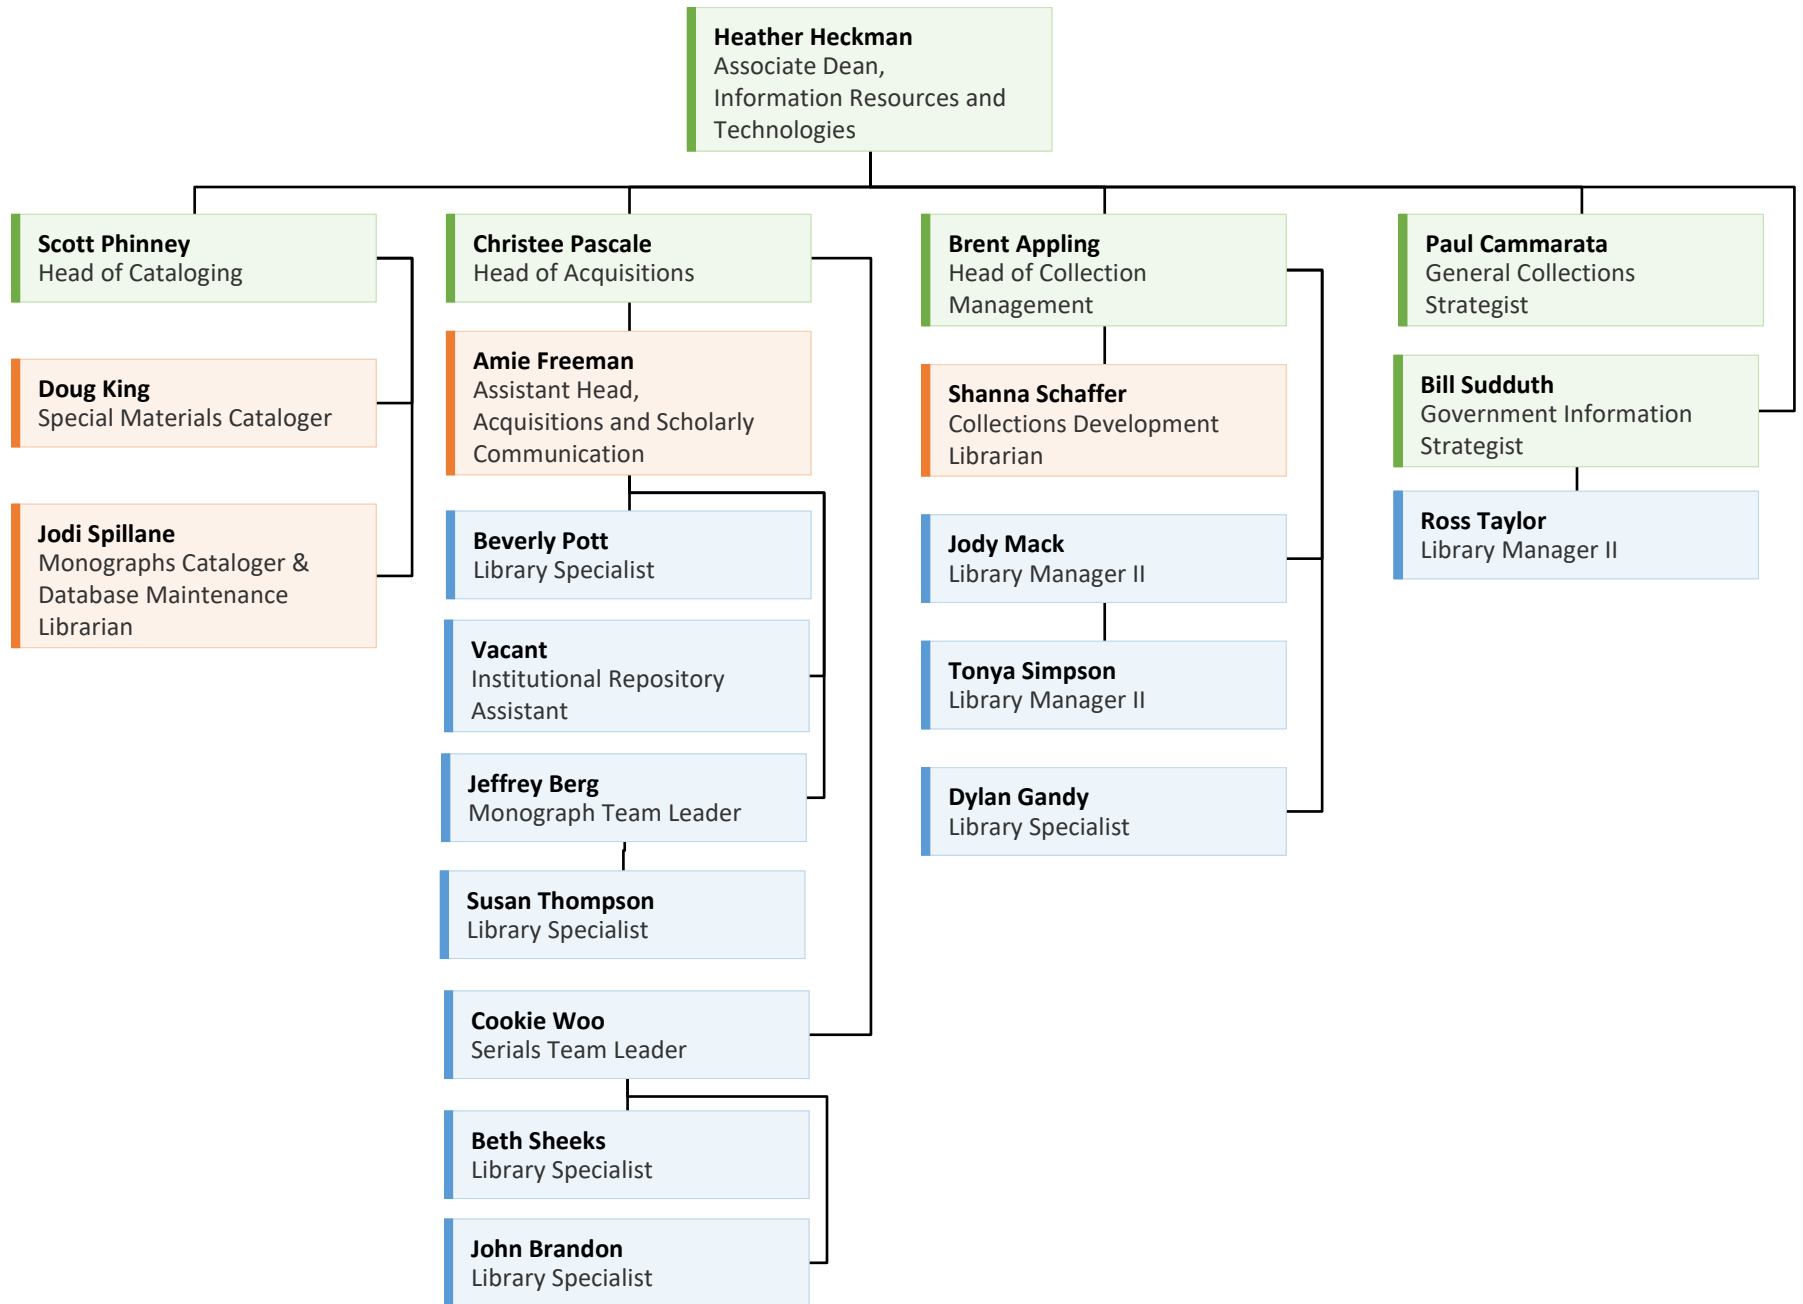 Heather Heckman
Associate Dean,
Information Resources and
Technologies
Scott Phinney
Head of Cataloging
Doug King
Special Materials Cataloger
Jodi Spillane
Monographs Cataloger &
Database Maintenance
Librarian
Christee Pascale
Head of Acquisitions
Amie Freeman
Assistant Head,
Acquisitions and Scholarly
Communication
Beverly Pott
Library Specialist
Vacant
Institutional Repository
Assistant
Jeffrey Berg
Monograph Team Leader
Susan Thompson
Library Specialist
Cookie Woo
Serials Team Leader
Beth Sheeks
Library Specialist
John Brandon
Library Specialist
Brent Appling
Head of Collection
Management
Shanna Schaffer
Collections Development
Librarian
Jody Mack
Library Manager II
Tonya Simpson
Library Manager II
Dylan Gandy
Library Specialist
Paul Cammarata
General Collections
Strategist
Bill Sudduth
Government Information
Strategist
Ross Taylor
Library Manager II